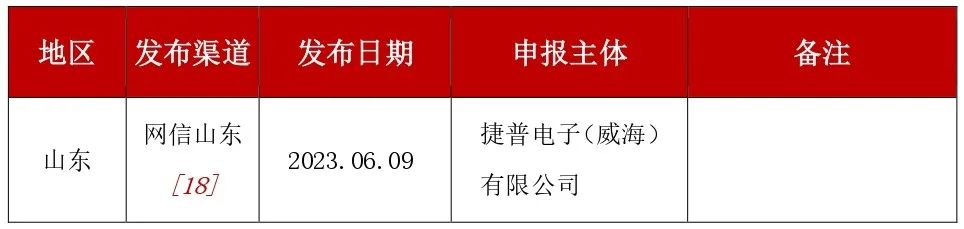 地区 发布渠道 发布日期 申报主体 备注
山东 网信山东 2023.06.09 捷普电子（威海）
[18] 有限公司